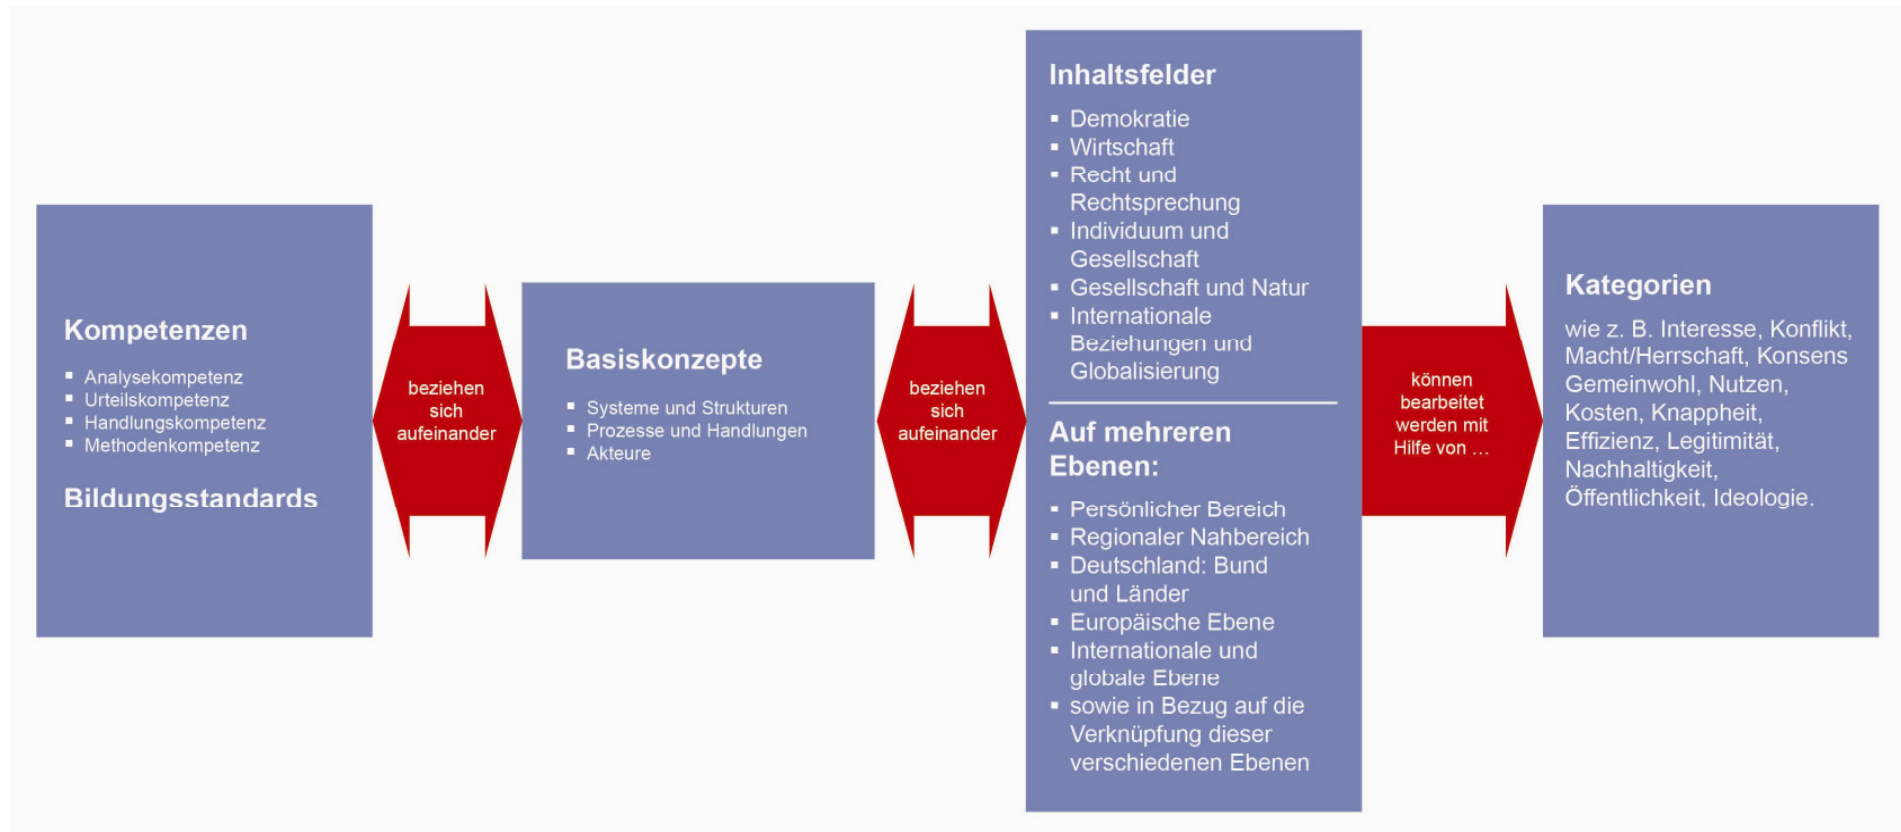 Kompetenzen
▪ Analysekompetenz
▪ Urteilskompetenz
▪ Handlungskompetenz
▪ Methodenkompetenz
Bildungsstandards
beziehen
sich
aufeinander
Basiskonzepte
▪ Systeme und Strukturen
▪ Prozesse und Handlungen
▪ Akteure
beziehen
sich
aufeinander
Inhaltsfelder
▪ Demokratie
▪ Wirtschaft
▪ Recht und
Rechtsprechung
▪ Individuum und
Gesellschaft
▪ Gesellschaft und Natur
▪ Internationale
Beziehungen und
Globalisierung
Auf mehreren
Ebenen:
▪ Persönlicher Bereich
▪ Regionaler Nahbereich
▪ Deutschland: Bund
und Länder
▪ Europäische Ebene
▪ Internationale und
globale Ebene
▪ sowie in Bezug auf die
Verknüpfung dieser
verschiedenen Ebenen
können
bearbeitet
werden mit
Hilfe von ...
Kategorien
wie z. B. Interesse, Konflikt,
Macht/Herrschaft, Konsens
Gemeinwohl, Nutzen,
Kosten, Knappheit,
Effizienz, Legitimität,
Nachhaltigkeit,
Öffentlichkeit, Ideologie.